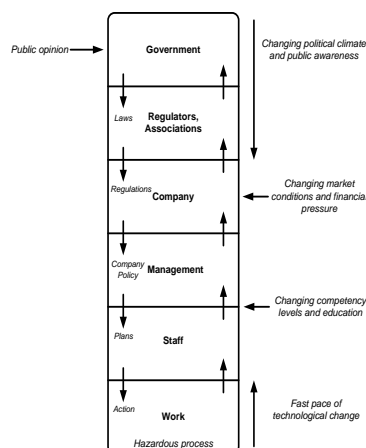 Public opinion
Government
Changing political climate
and public awareness
Laws
Regulators,
Associations
Regulations
Company
Changing market
conditions and financial
pressure
Company
Policy
Management
Changing competency
levels and education
Plans
Staff
Action
Work
Fast pace of
technological change
Hazardous process